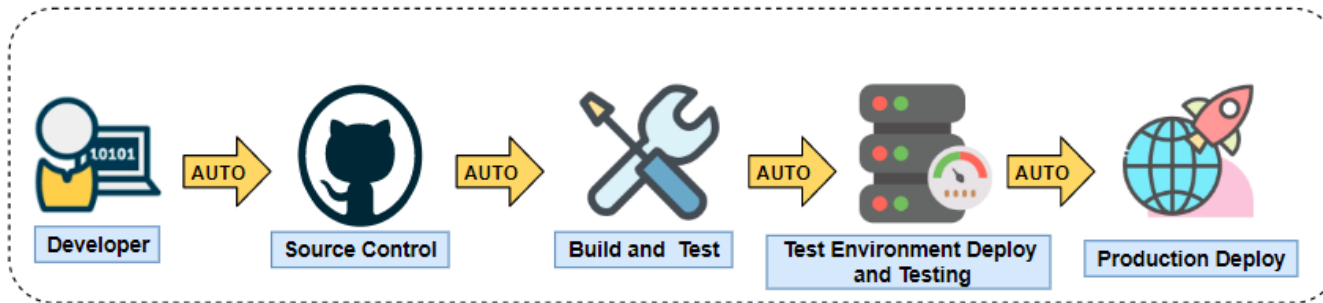 10101
AUTO
AUTO
AUTO
AUTO
Developer
Source Control
Build and Test
Test Environment Deploy
and Testing
Production Deploy